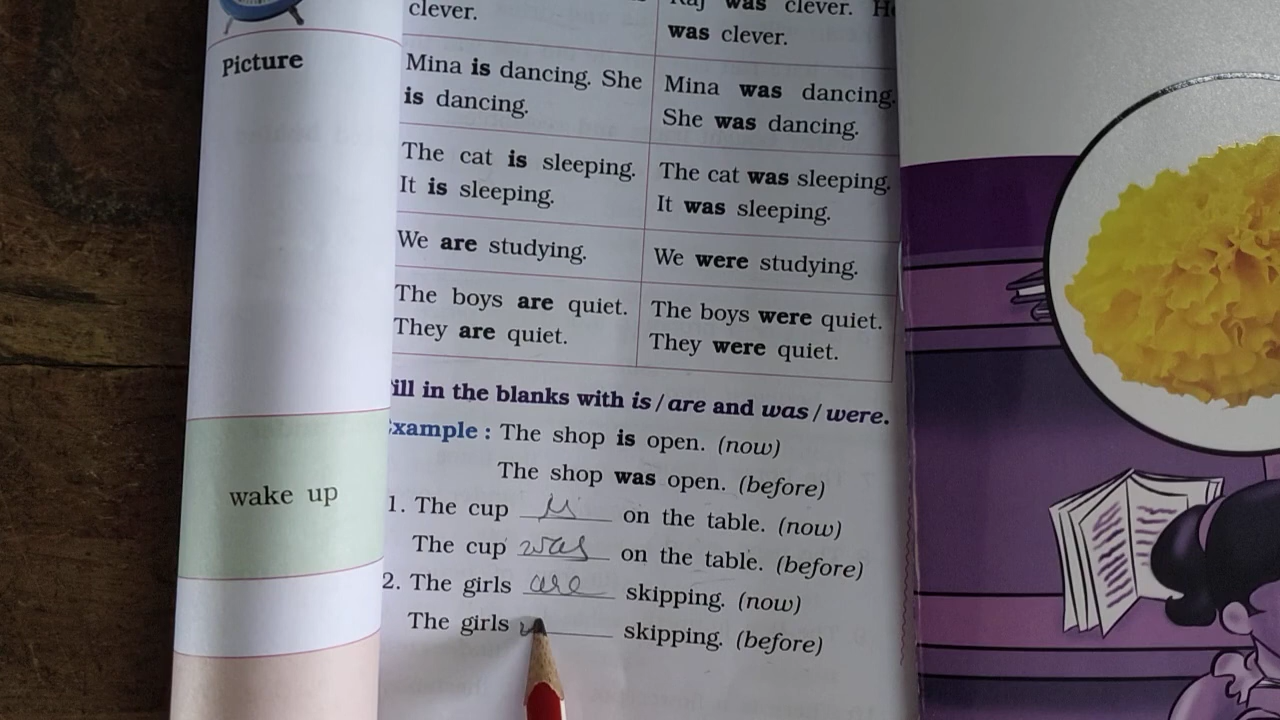 clever.
Raj was clever. He
was clever.
Picture
Mina is dancing. She
is dancing.
Mina was dancing.
She was dancing.
The cat is sleeping.
It is sleeping.
The cat was sleeping.
It was sleeping.
We are studying.
We were studying.
The boys are quiet.
They are quiet.
The boys were quiet.
They were quiet.
ill in the blanks with is / are and was / were.
xample : The shop is open. (now)
The shop was open. (before)
wake up
1. The cup is on the table. (now)
The cup was on the table. (before)
2. The girls are skipping. (now)
The girls skipping. (before)